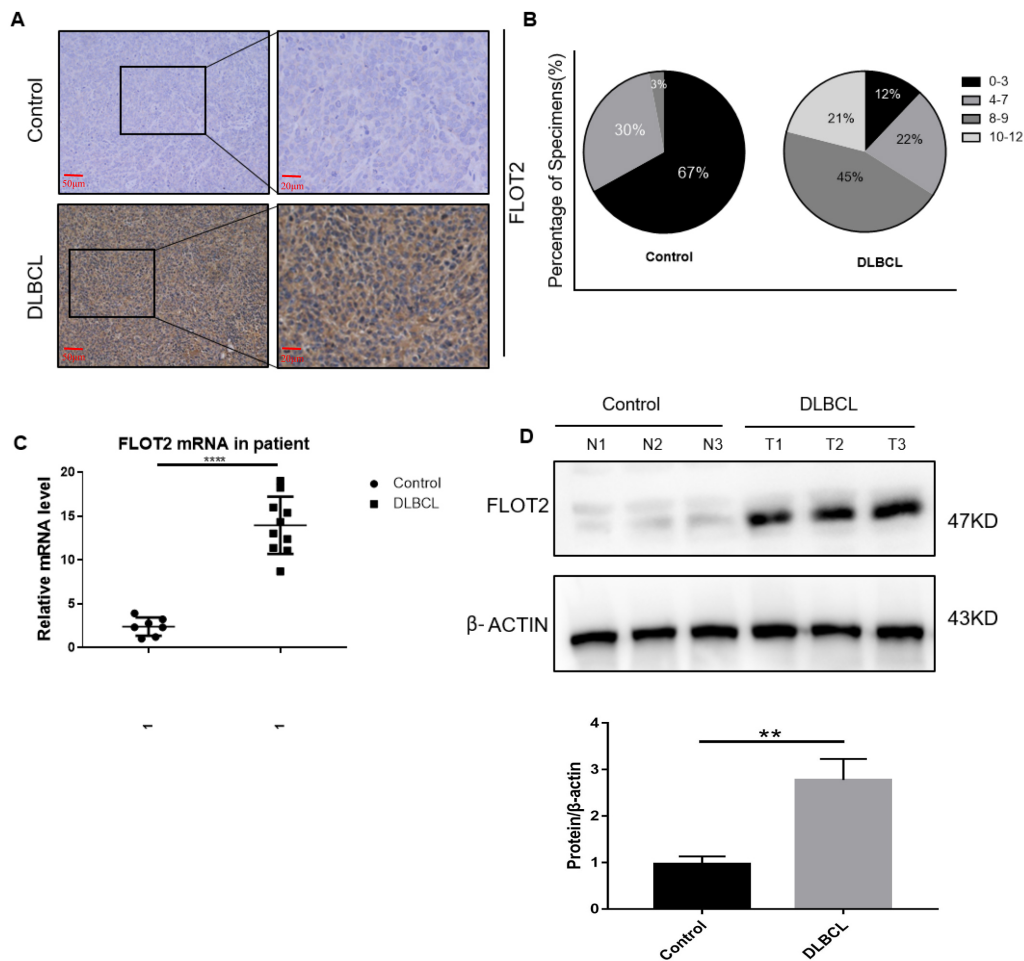 A
Control
50μm
20μm
DLBCL
50μm
20μm
FLOT2
B
Percentage of Specimens(%)
3%
30%
67%
Control
12%
22%
45%
21%
DLBCL
0-3
4-7
8-9
10-12
C
FLOT2 mRNA in patient
****
Relative mRNA level
20
15
10
5
0
Control
DLBCL
1
1
D
Control DLBCL
N1 N2 N3 T1 T2 T3
FLOT2
47KD
β-ACTIN
43KD
**
Protein/β-actin
4
3
2
1
0
Control
DLBCL